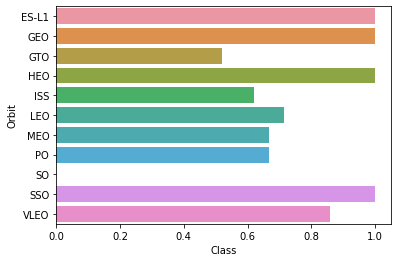 ES-L1
GEO
GTO
HEO
ISS
LEO
MEO
PO
SO
SSO
VLEO
Orbit
0.0 0.2 0.4 0.6 0.8 1.0
Class